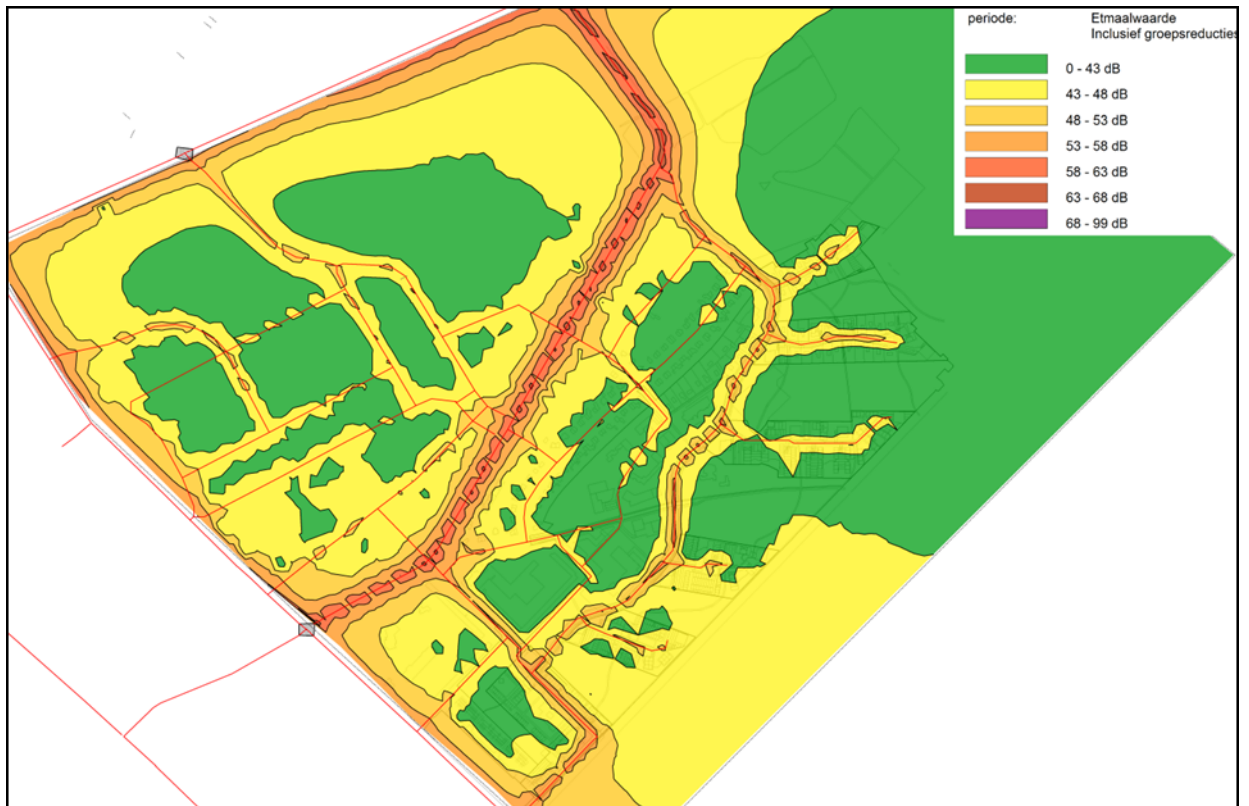 periode: Etmaalwaarde
Inclusief groepsreducties
0 - 43 dB
43 - 48 dB
48 - 53 dB
53 - 58 dB
58 - 63 dB
63 - 68 dB
68 - 99 dB